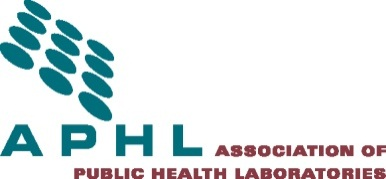 APHL ASSOCIATION OF
PUBLIC HEALTH LABORATORIES